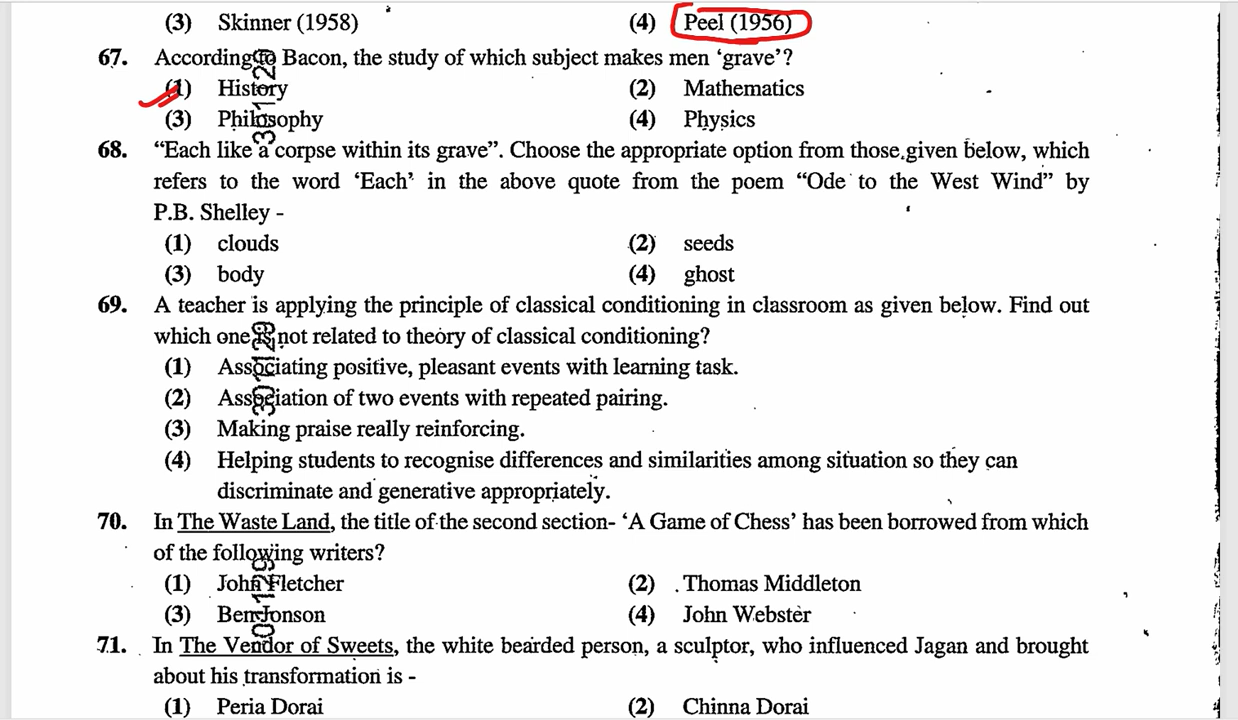 (3) Skinner (1958) (4) Peel (1956)
67. According to Bacon, the study of which subject makes men ‘grave’?
(1) History (2) Mathematics
(3) Philosophy (4) Physics
68. “Each like a corpse within its grave”. Choose the appropriate option from those given below, which
refers to the word ‘Each’ in the above quote from the poem “Ode to the West Wind” by
P.B. Shelley -
(1) clouds (2) seeds
(3) body (4) ghost
69. A teacher is applying the principle of classical conditioning in classroom as given below. Find out
which one is not related to theory of classical conditioning?
(1) Associating positive, pleasant events with learning task.
(2) Association of two events with repeated pairing.
(3) Making praise really reinforcing.
(4) Helping students to recognise differences and similarities among situation so they can
discriminate and generative appropriately.
70. In The Waste Land, the title of the second section- ‘A Game of Chess’ has been borrowed from which
of the following writers?
(1) John Fletcher (2) Thomas Middleton
(3) Ben Jonson (4) John Webster
71. In The Vendor of Sweets, the white bearded person, a sculptor, who influenced Jagan and brought
about his transformation is -
(1) Peria Dorai (2) Chinna Dorai